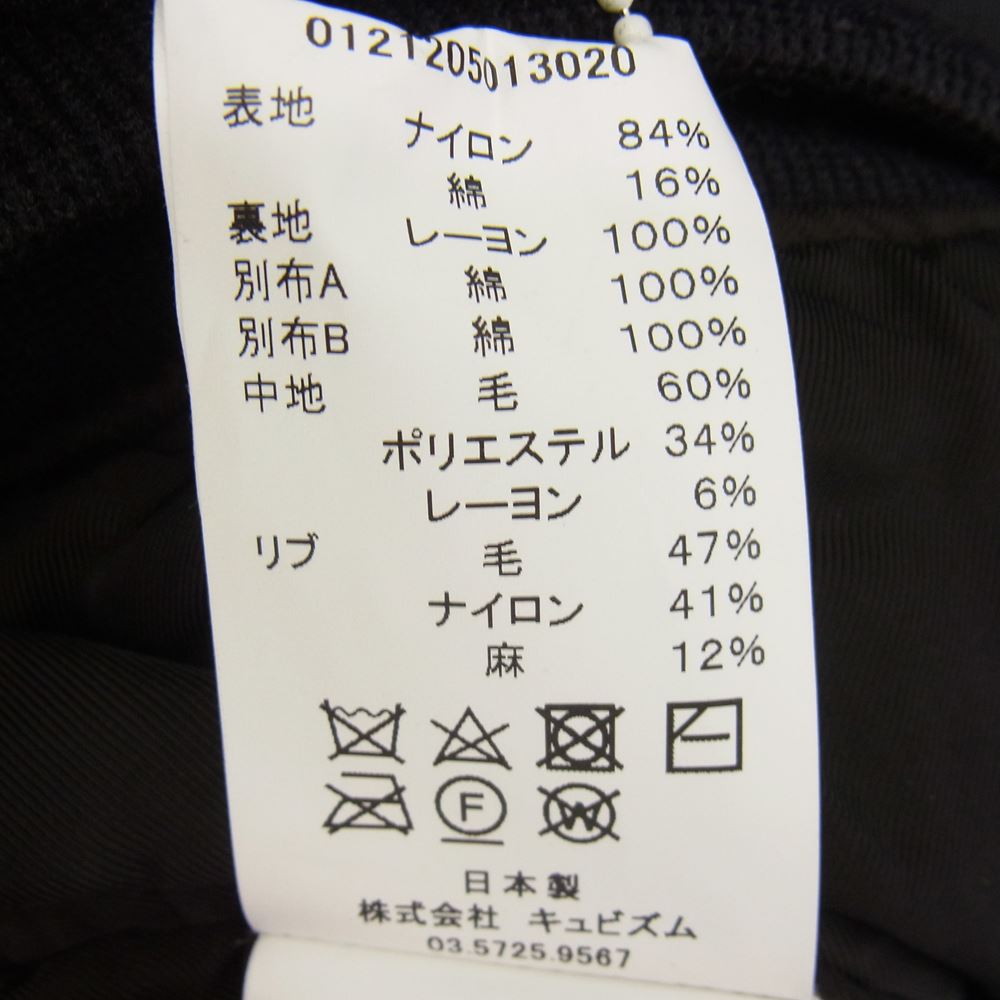 0121205013020
表地 ナイロン 84%
綿 16%
裏地 レーヨン 100%
別布A 綿 100%
別布B 綿 100%
中地 毛 60%
ポリエステル 34%
レーヨン 6%
リブ 毛 47%
ナイロン 41%
麻 12%
F W
日本製
株式会社 キュビズム
03.5725.9567